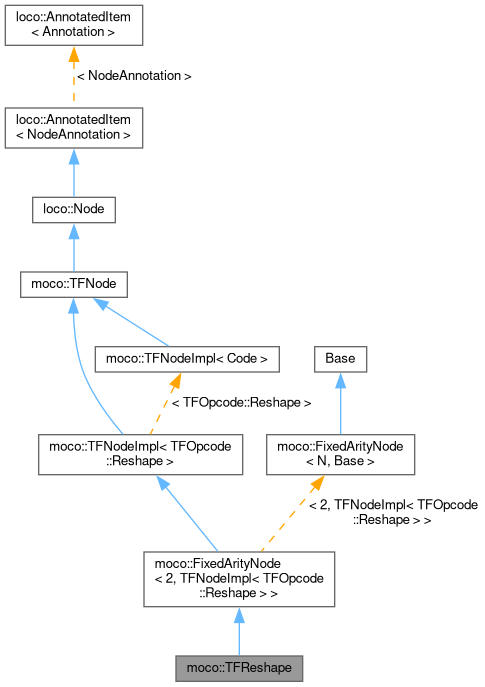 loco::AnnotatedItem
< Annotation >
< NodeAnnotation >
loco::AnnotatedItem
< NodeAnnotation >
loco::Node
moco::TFNode
moco::TFNodeImpl< Code >
Base
< TFOpcode::Reshape >
moco::TFNodeImpl< TFOpcode
::Reshape >
moco::FixedArityNode
< N, Base >
< 2, TFNodeImpl< TFOpcode
::Reshape > >
moco::FixedArityNode
< 2, TFNodeImpl< TFOpcode
::Reshape > >
moco::TFReshape